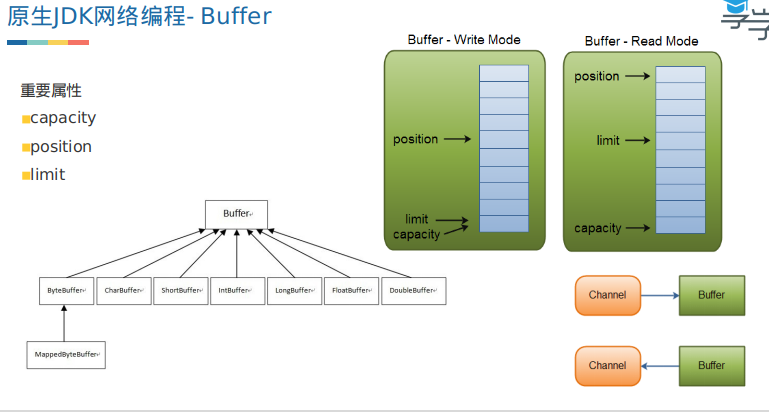 原生JDK网络编程- Buffer
重要属性
capacity
position
limit
Buffer - Write Mode
position
limit
capacity
Buffer - Read Mode
position
limit
capacity
Buffer
ByteBuffer
CharBuffer
ShortBuffer
IntBuffer
LongBuffer
FloatBuffer
DoubleBuffer
MappedByteBuffer
Channel
Buffer
Channel
Buffer